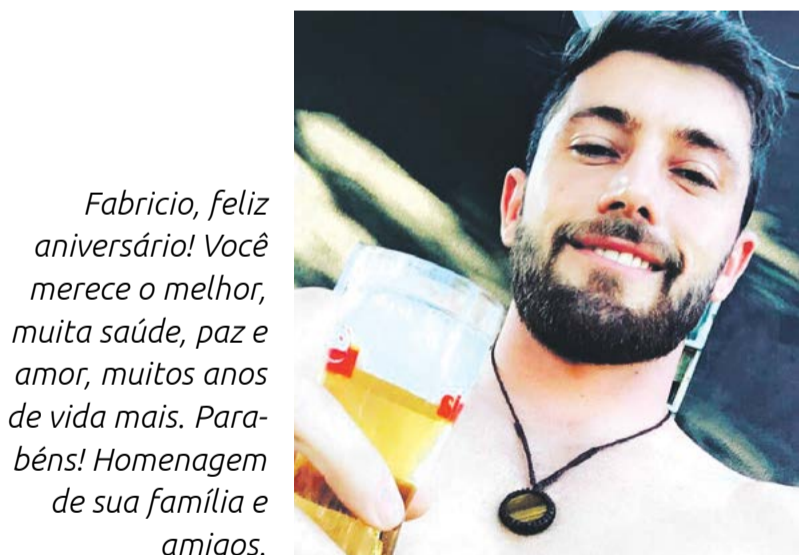 Fabricio, feliz
aniversário! Você
merece o melhor,
muita saúde, paz e
amor, muitos anos
de vida mais. Para-
béns! Homenagem
de sua família e
amigos.